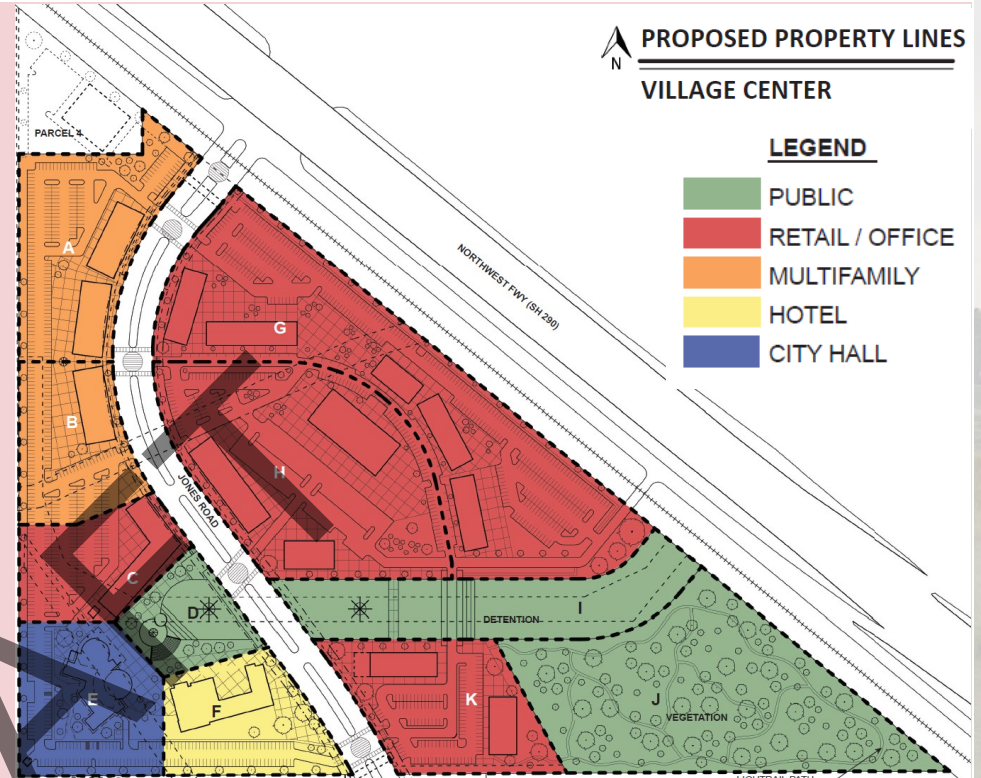 N
PROPOSED PROPERTY LINES
VILLAGE CENTER
LEGEND
PUBLIC
RETAIL / OFFICE
MULTIFAMILY
HOTEL
CITY HALL
PARCEL 4
NORTHWEST FWY (SH 290)
A
G
B
H
JONES ROAD
C
D
I
DETENTION
E
F
K
J
VEGETATION